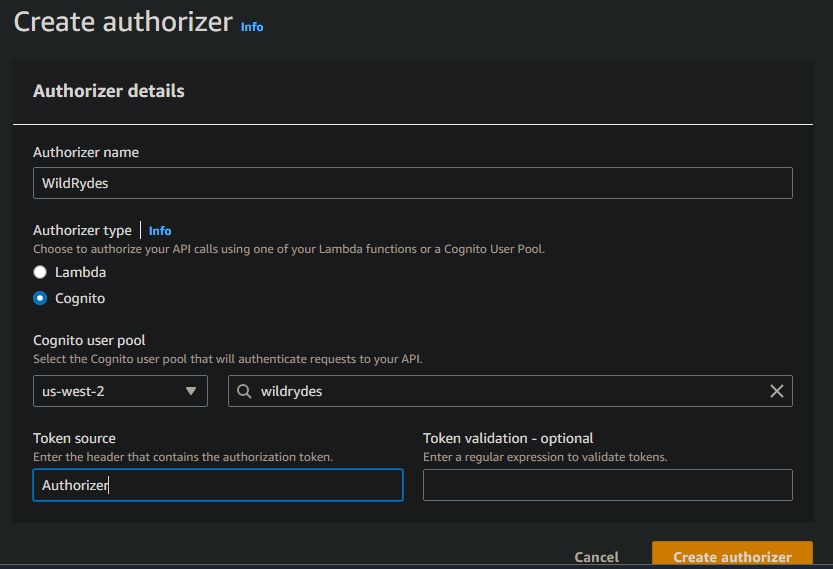 Create authorizer Info
Authorizer details
Authorizer name
WildRydes
Authorizer type Info
Choose to authorize your API calls using one of your Lambda functions or a Cognito User Pool.
Lambda
Cognito
Cognito user pool
Select the Cognito user pool that will authenticate requests to your API.
us-west-2 wildrydes
Token source
Enter the header that contains the authorization token.
Authorizer
Token validation - optional
Enter a regular expression to validate tokens.
Cancel Create authorizer